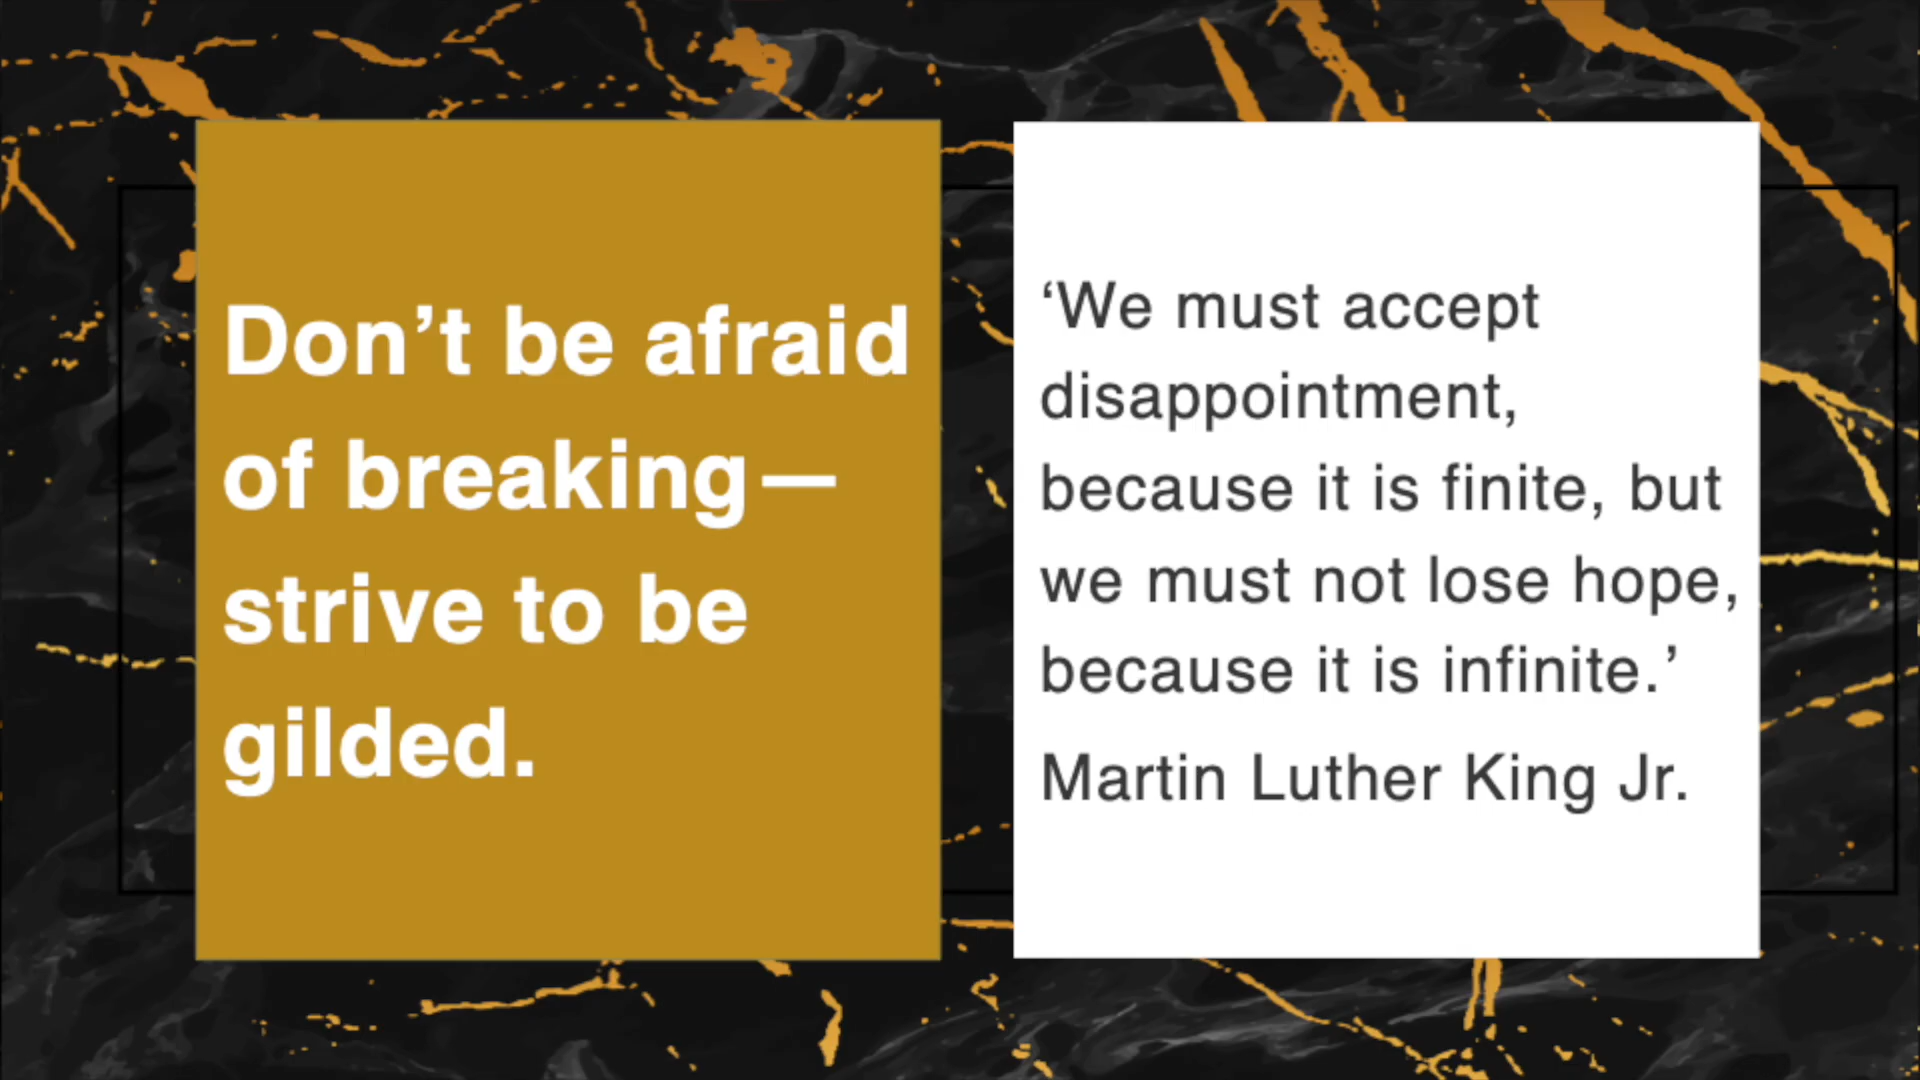 Don’t be afraid
of breaking—
strive to be
gilded.
‘We must accept
disappointment,
because it is finite, but
we must not lose hope,
because it is infinite.’
Martin Luther King Jr.